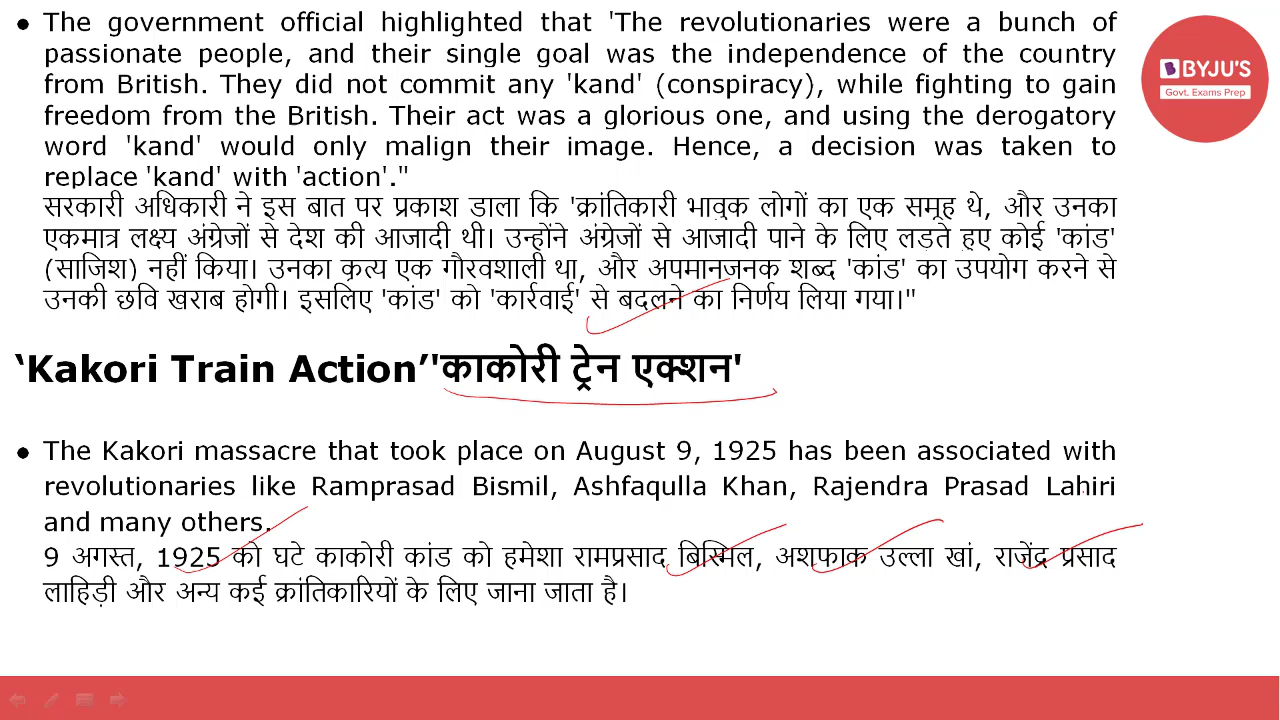 • The government official highlighted that 'The revolutionaries were a bunch of
passionate people, and their single goal was the independence of the country
from British. They did not commit any 'kand' (conspiracy), while fighting to gain
freedom from the British. Their act was a glorious one, and using the derogatory
word 'kand' would only malign their image. Hence, a decision was taken to
replace 'kand' with 'action'."
सरकारी अधिकारी ने इस बात पर प्रकाश डाला कि 'क्रांतिकारी भावुक लोगों का एक समूह थे, और उनका
एकमात्र लक्ष्य अंग्रेजों से देश की आजादी थी। उन्होंने अंग्रेजों से आजादी पाने के लिए लड़ते हुए कोई 'कांड'
(साजिश) नहीं किया। उनका कृत्य एक गौरवशाली था, और अपमानजनक शब्द 'कांड' का उपयोग करने से
उनकी छवि खराब होगी। इसलिए 'कांड' को 'कार्रवाई' से बदलने का निर्णय लिया गया।"
‘Kakori Train Action’'काकोरी ट्रेन एक्शन'
• The Kakori massacre that took place on August 9, 1925 has been associated with
revolutionaries like Ramprasad Bismil, Ashfaqulla Khan, Rajendra Prasad Lahiri
and many others.
9 अगस्त, 1925 को घटे काकोरी कांड को हमेशा रामप्रसाद बिस्मिल, अशफाक उल्ला खां, राजेंद्र प्रसाद
लाहिड़ी और अन्य कई क्रांतिकारियों के लिए जाना जाता है।
BYJU'S
Govt. Exams Prep